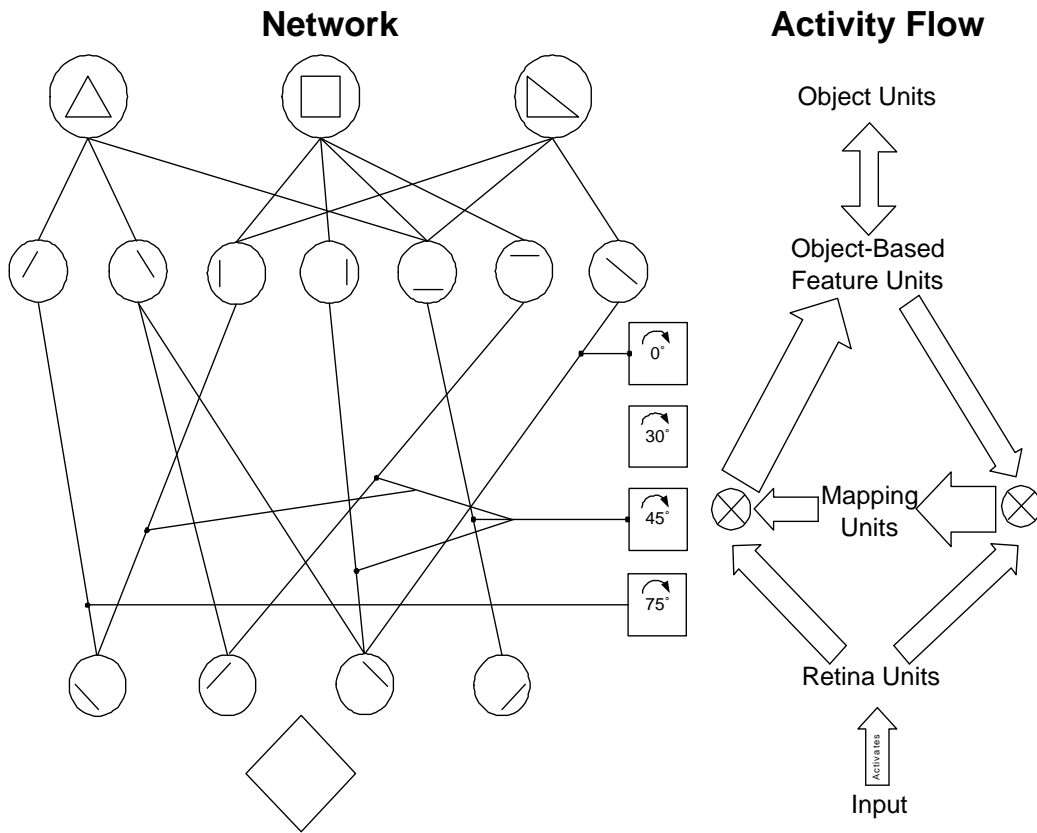 Network
Activity Flow
Object Units
Object-Based
Feature Units
0°
30°
45°
75°
Mapping
Units
Retina Units
Activates
Input